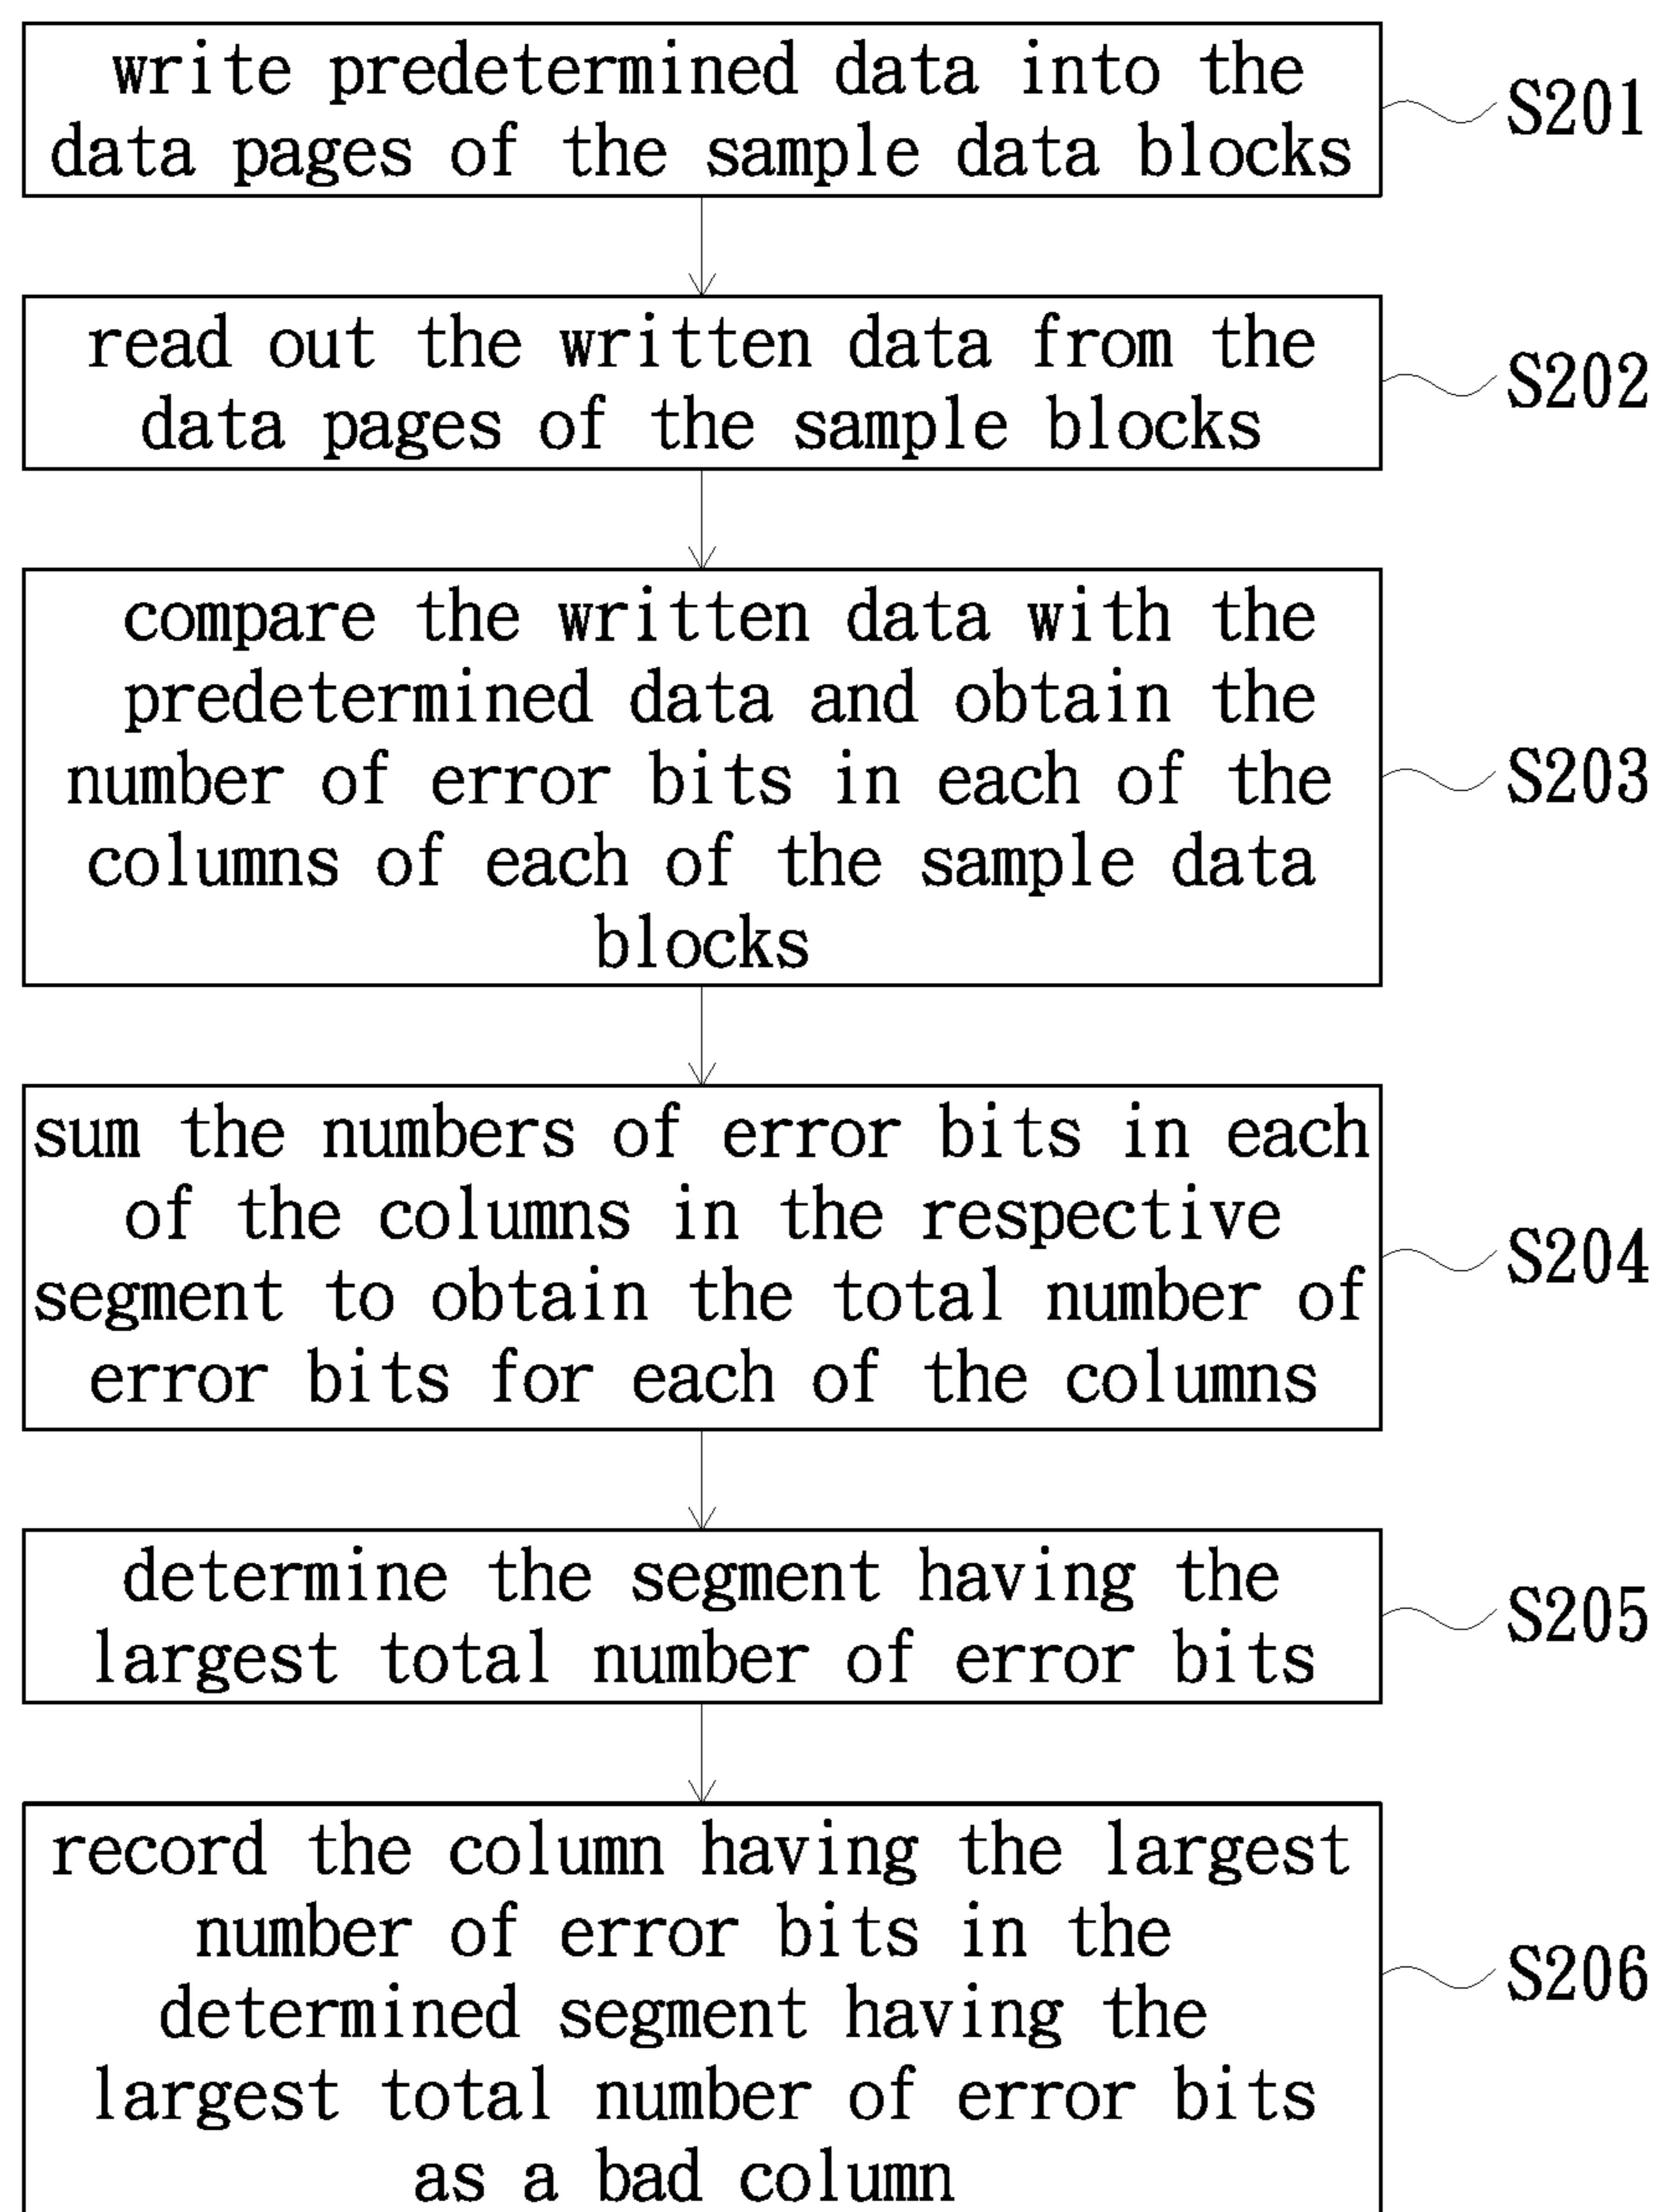 write predetermined data into the
data pages of the sample data blocks
S201
read out the written data from the
data pages of the sample blocks
S202
compare the written data with the
predetermined data and obtain the
number of error bits in each of the
columns of each of the sample data
blocks
S203
sum the numbers of error bits in each
of the columns in the respective
segment to obtain the total number of
error bits for each of the columns
S204
determine the segment having the
largest total number of error bits
S205
record the column having the largest
number of error bits in the
determined segment having the
largest total number of error bits
as a bad column
S206